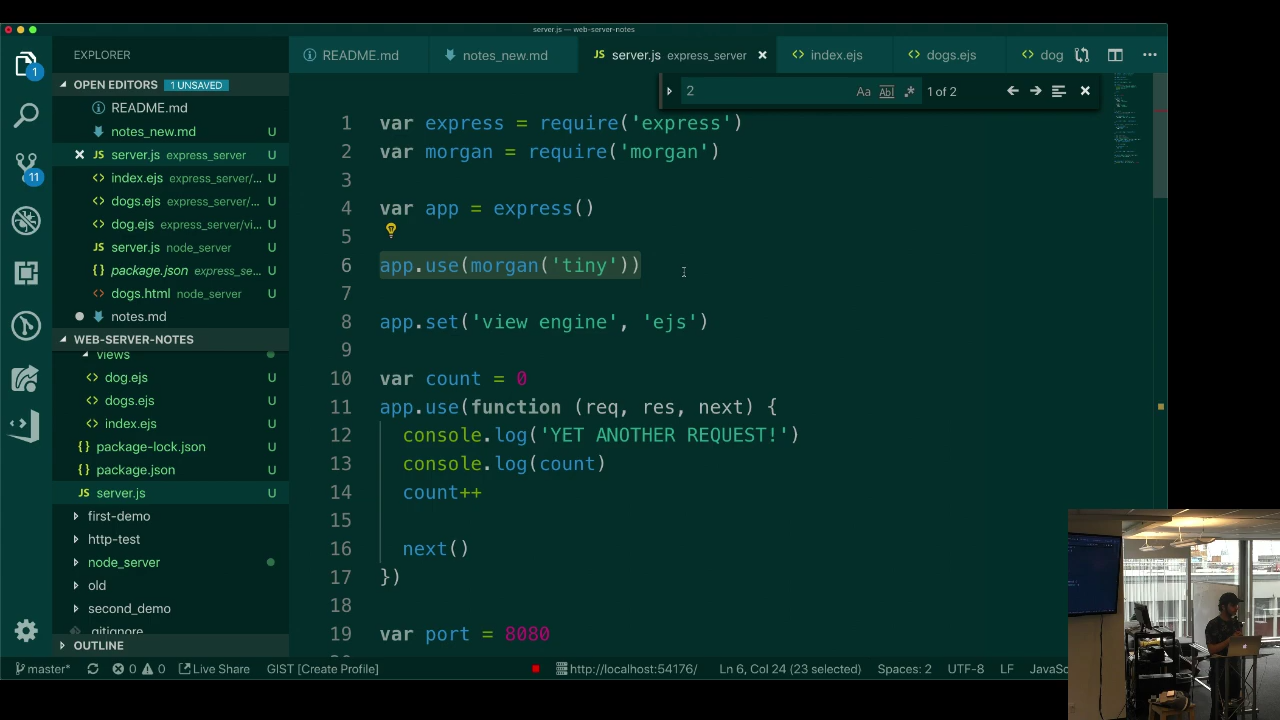 server.js — web-server-notes
EXPLORER
README.md
notes_new.md
server.js express_server
index.ejs
dogs.ejs
dog
OPEN EDITORS 1 UNSAVED
2
Aa
Abl
1 of 2
README.md
notes_new.md U
server.js express_server U
index.ejs express_server/... U
dogs.ejs express_server/... U
dog.ejs express_server/vi... U
server.js node_server U
package.json express_se... U
dogs.html node_server U
notes.md U
WEB-SERVER-NOTES
views
dog.ejs U
dogs.ejs U
index.ejs U
package-lock.json U
package.json U
JS server.js U
first-demo
http-test
node_server
old
second_demo
.gitignore
OUTLINE
1
11
1 var express = require('express')
2 var morgan = require('morgan')
3
4 var app = express()
5
6 app.use(morgan('tiny'))
7
8 app.set('view engine', 'ejs')
9
10 var count = 0
11 app.use(function (req, res, next) {
12 console.log('YET ANOTHER REQUEST!')
13 console.log(count)
14 count++
15
16 next()
17 })
18
19 var port = 8080
master* 0 0 Live Share GIST [Create Profile] http://localhost:54176/ Ln 6, Col 24 (23 selected) Spaces: 2 UTF-8 LF JavaSc